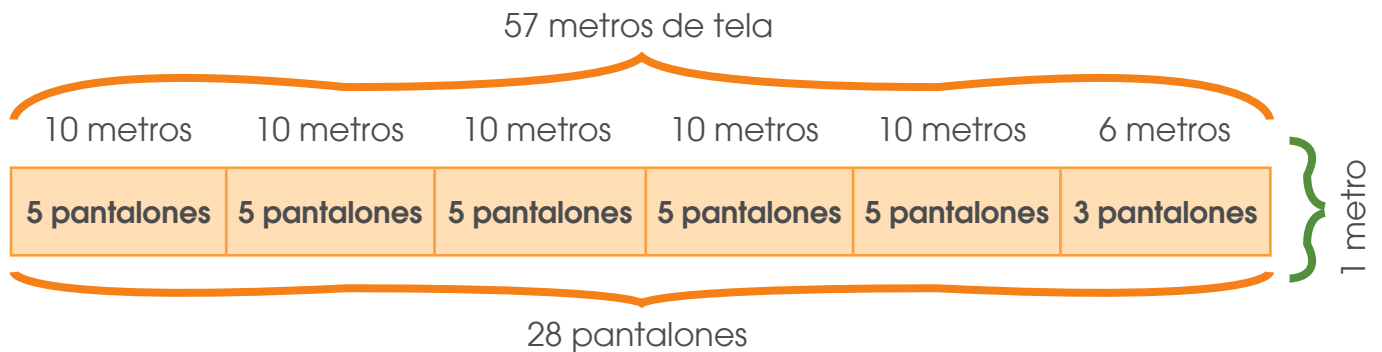 57 metros de tela
10 metros 10 metros 10 metros 10 metros 10 metros 6 metros
5 pantalones 5 pantalones 5 pantalones 5 pantalones 5 pantalones 3 pantalones
1 metro
28 pantalones